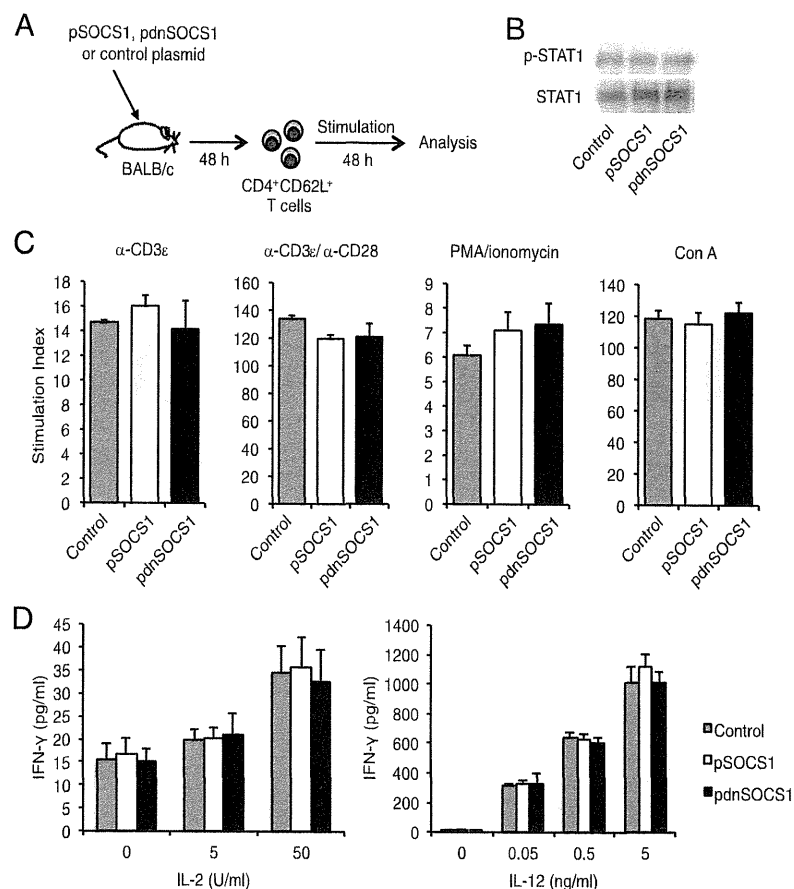 A
pSOCS1, pdnSOCS1
or control plasmid
BALB/c
48 h
CD4+CD62L+
T cells
Stimulation
48 h
Analysis
B
p-STAT1
STAT1
Control
pSOCS1
pdnSOCS1
C
α-CD3ε
Stimulation Index
18
16
14
12
10
8
6
4
2
0
Control
pSOCS1
pdnSOCS1
α-CD3ε/α-CD28
160
140
120
100
80
60
40
20
0
Control
pSOCS1
pdnSOCS1
PMA/ionomycin
9
8
7
6
5
4
3
2
1
0
Control
pSOCS1
pdnSOCS1
Con A
140
120
100
80
60
40
20
0
Control
pSOCS1
pdnSOCS1
D
IFN-γ (pg/ml)
45
40
35
30
25
20
15
10
5
0
0 5 50
IL-2 (U/ml)
IFN-γ (pg/ml)
1400
1200
1000
800
600
400
200
0
0 0.05 0.5 5
IL-12 (ng/ml)
Control
pSOCS1
pdnSOCS1